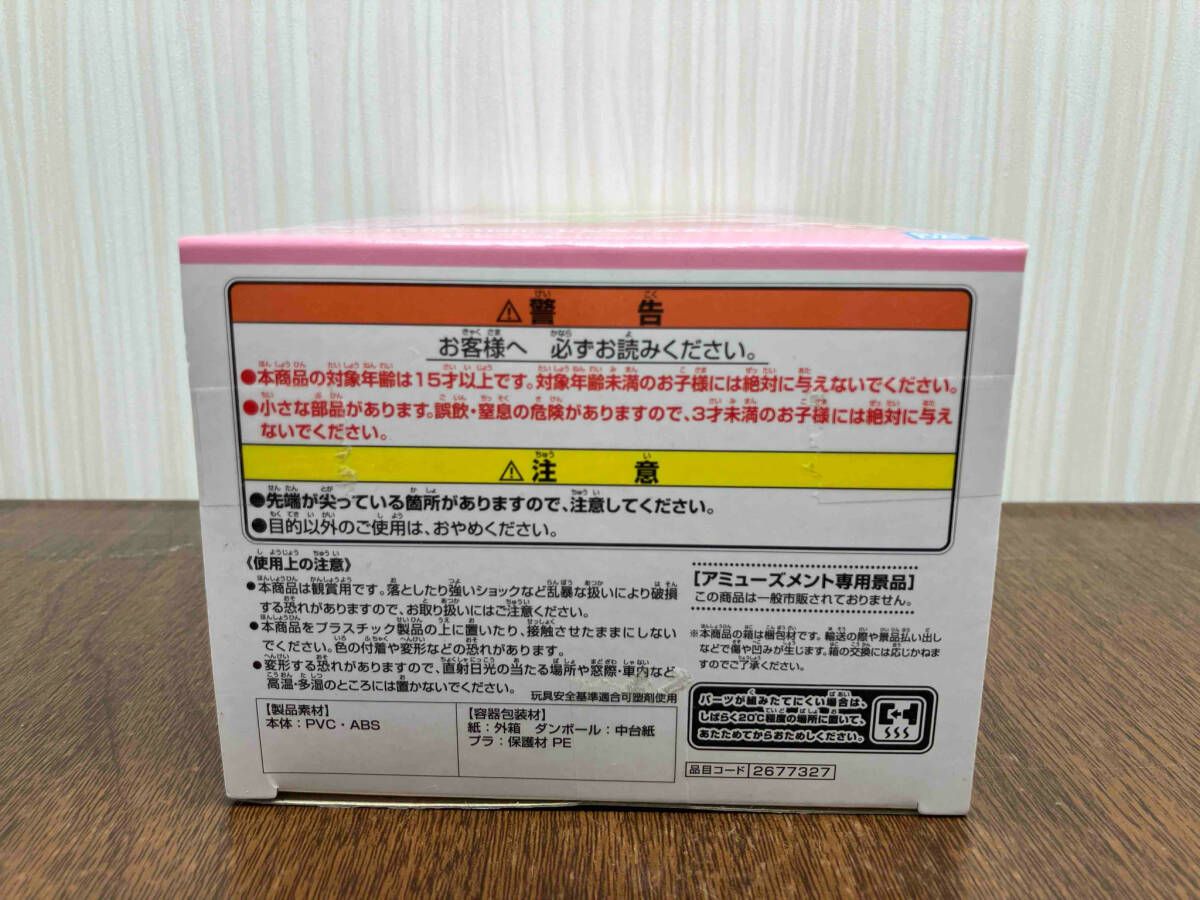 ⚠警告
お客様へ 必ずお読みください。
●本商品の対象年齢は15才以上です。対象年齢未満のお子様には絶対に与えないでください。
●小さな部品があります。誤飲・窒息の危険がありますので、3才未満のお子様には絶対に与え
ないでください。
⚠注意
●先端が尖っている箇所がありますので、注意してください。
●目的以外のご使用は、おやめください。
《使用上の注意》
●本商品は観賞用です。落としたり強いショックなど乱暴な扱いにより破損
する恐れがありますので、お取り扱いにはご注意ください。
●本商品をプラスチック製品の上に置いたり、接触させたままにしない
でください。色の付着や変形などの恐れがあります。
●変形する恐れがありますので、直射日光の当たる場所や窓際・車内など
高温・多湿のところには置かないでください。
玩具安全基準適合可塑剤使用
【製品素材】
本体:PVC・ABS
【容器包装材】
紙:外箱 ダンボール:中台紙
プラ:保護材 PE
[アミューズメント専用景品]
この商品は一般市販されておりません。
※本商品の箱は梱包材です。輸送の際や景品払い出し
などで傷や凹みが生じます。箱の交換には応じかねま
すのでご了承ください。
パーツが組みたてにくい場合は、
しばらく20℃程度の場所に置いて、
あたためてからおためしください。
品目コード 2677327